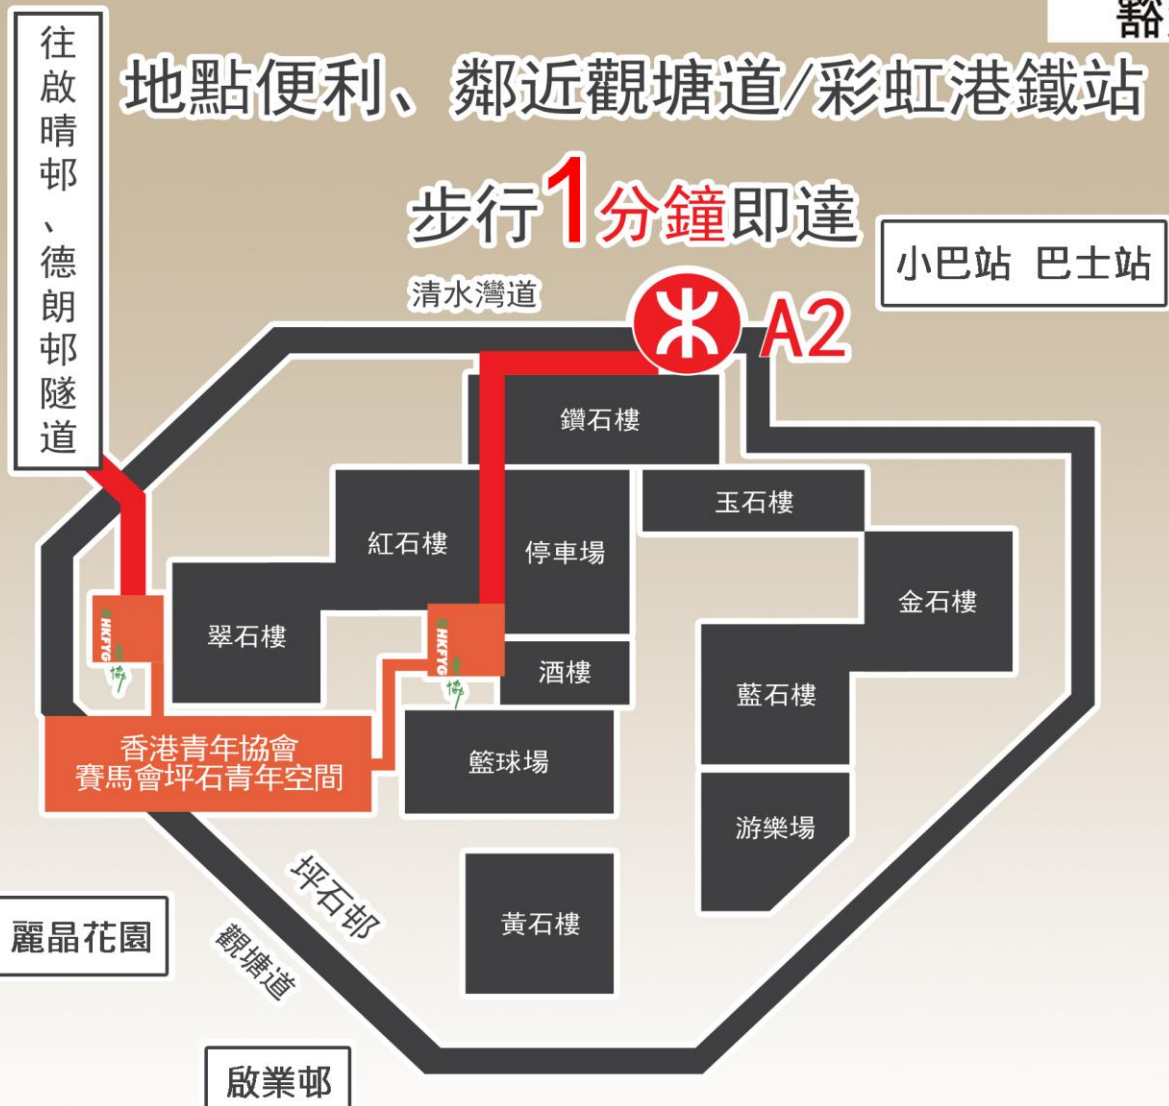 往啟晴邨、德朗邨隧道
地點便利、鄰近觀塘道/彩虹港鐵站
步行1分鐘即達
小巴站 巴士站
清水灣道
A2
鑽石樓
玉石樓
紅石樓
停車場
金石樓
翠石樓
HKFYG
青協
HKFYG
青協
酒樓
藍石樓
香港青年協會
賽馬會坪石青年空間
籃球場
游樂場
坪石邨
黃石樓
麗晶花園
觀塘道
啟業邨